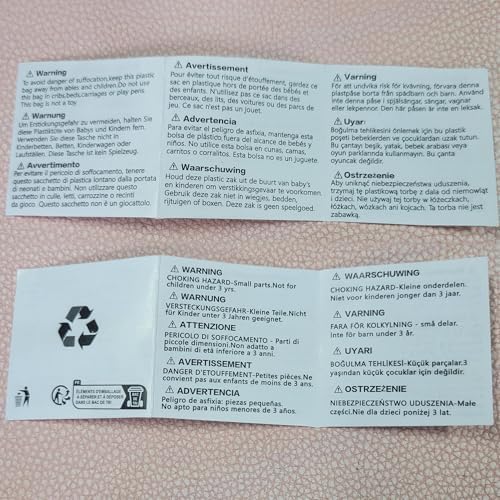 ⚠ Warning
To avoid danger of suffocation,keep this plastic
bag away from abies and children.Do not use
this bag in cribs,beds,carriages or play pens.
This bag is not a toy.
⚠ Warnung
Um Entickungsgefahr zu vermeiden, halten Sie
diese Plastiktüte von Babys und Kindern fern.
Verwenden Sie diese Tasche nicht in
Kinderbetten, Betten, Kinderwagen oder
Laufställen. Diese Tasche ist kein Spielzeug.
⚠ Avvertimento
Per evitare il pericolo di soffocamento, tenere
questo sacchetto di plastica lontano dalla portata
di neonati e bambini. Non utilizzare questo
sacchetto in culle, letti, carrozzine o recinti
da gioco. Questo sacchetto non è un giocattolo.
⚠ Avertissement
Pour éviter tout risque d'étouffement, gardez ce
sac en plastique hors de portée des bébés et
des enfants. N'utilisez pas ce sac dans des
berceaux, des lits, des voitures ou des parcs de
jeu. Ce sac n'est pas un jouet.
⚠ Advertencia
Para evitar el peligro de asfixia, mantenga esta
bolsa de plástico fuera del alcance de bebés y
niños. No utilice esta bolsa en cunas, camas,
carritos o corralitos. Esta bolsa no es un juguete.
⚠ Waarschuwing
Houd deze plastic zak uit de buurt van baby's
en kinderen om verstikkingsgevaar te voorkomen.
Gebruik deze zak niet in wiegjes, bedden,
rijtuigen of boxen. Deze zak is geen speelgoed.
⚠ Varning
För att undvika risk för kvävning, förvara denna
plastpåse borta från spädbarn och barn. Använd
inte denna påse i spjälsängar, sängar, vagnar
eller lekpennor. Den här påsen är inte en leksak.
⚠ Uyarı
Boğulma tehlikesini önlemek için bu plastik
poşeti bebeklerden ve çocuklardan uzak tutun.
Bu çantayı beşik, yatak, bebek arabası veya
oyun parklarında kullanmayın. Bu çanta
oyuncak değildir.
⚠ Ostrzeżenie
Aby uniknąć niebezpieczeństwa uduszenia,
trzymaj tę plastikową torbę z dala od niemowląt
i dzieci. Nie używaj tej torby w łóżeczkach,
łóżkach, wózkach ani kojcach. Ta torba nie jest
zabawką.
FR
ÉLÉMENTS D'EMBALLAGE
À SÉPARER ET À DÉPOSER
DANS LE BAC DE TRI
⚠ WARNING
CHOKING HAZARD-Small parts.Not for
children under 3 yrs.
⚠ WARNUNG
VERSTECKUNGSGEFAHR-Kleine Teile.Nicht
für Kinder unter 3 Jahren geeignet.
⚠ ATTENZIONE
PERICOLO DI SOFFOCAMENTO - Parti di
piccole dimensioni.Non adatto a
bambini di età inferiore a 3 anni.
⚠ AVERTISSEMENT
DANGER D'ETOUFFEMENT-Petites pièces.Ne
convient pas aux enfants de moins de 3 ans.
⚠ ADVERTENCIA
Peligro de asfixia: piezas pequeñas.
No apto para niños menores de 3 años.
⚠ WAARSCHUWING
CHOKING HAZARD-Kleine onderdelen.
Niet voor kinderen jonger dan 3 jaar.
⚠ VARNING
FARA FÖR KOLKYLNING - små delar.
Inte för barn under 3 år.
⚠ UYARI
BOĞULMA TEHLİKESİ-Küçük parçalar.3
yaşından küçük çocuklar için değildir.
⚠ OSTRZEŻENIE
NIEBEZPIECZEŃSTWO UDUSZENIA-Małe
części.Nie dla dzieci poniżej 3 lat.